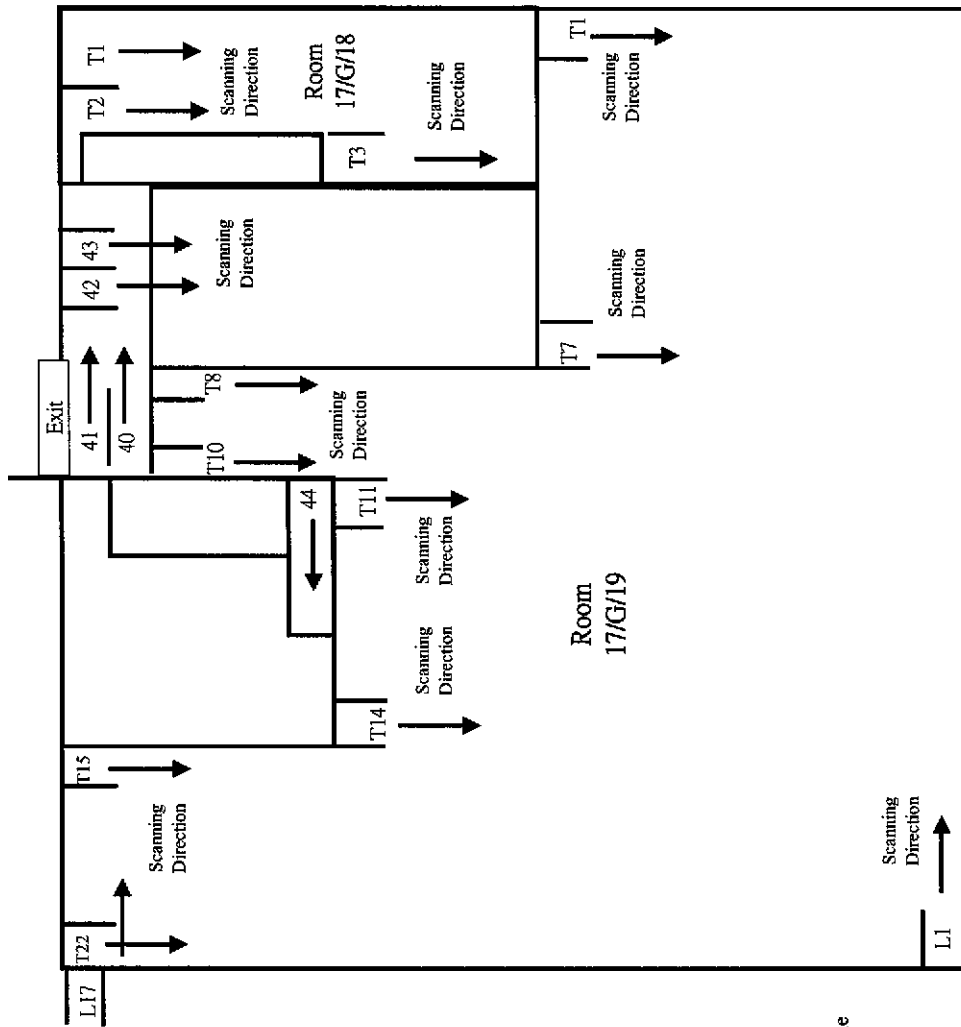 Exit
L17
T22
T15
41
40
42
43
T2
T1
Scanning
Direction
T10
T8
Scanning
Direction
Scanning
Direction
44
Room
17/G/18
Scanning
Direction
T14
T11
T3
Scanning
Direction
Scanning
Direction
Scanning
Direction
T7
T1
Room
17/G/19
Scanning
Direction
Scanning
Direction
e
Scanning
Direction
L1